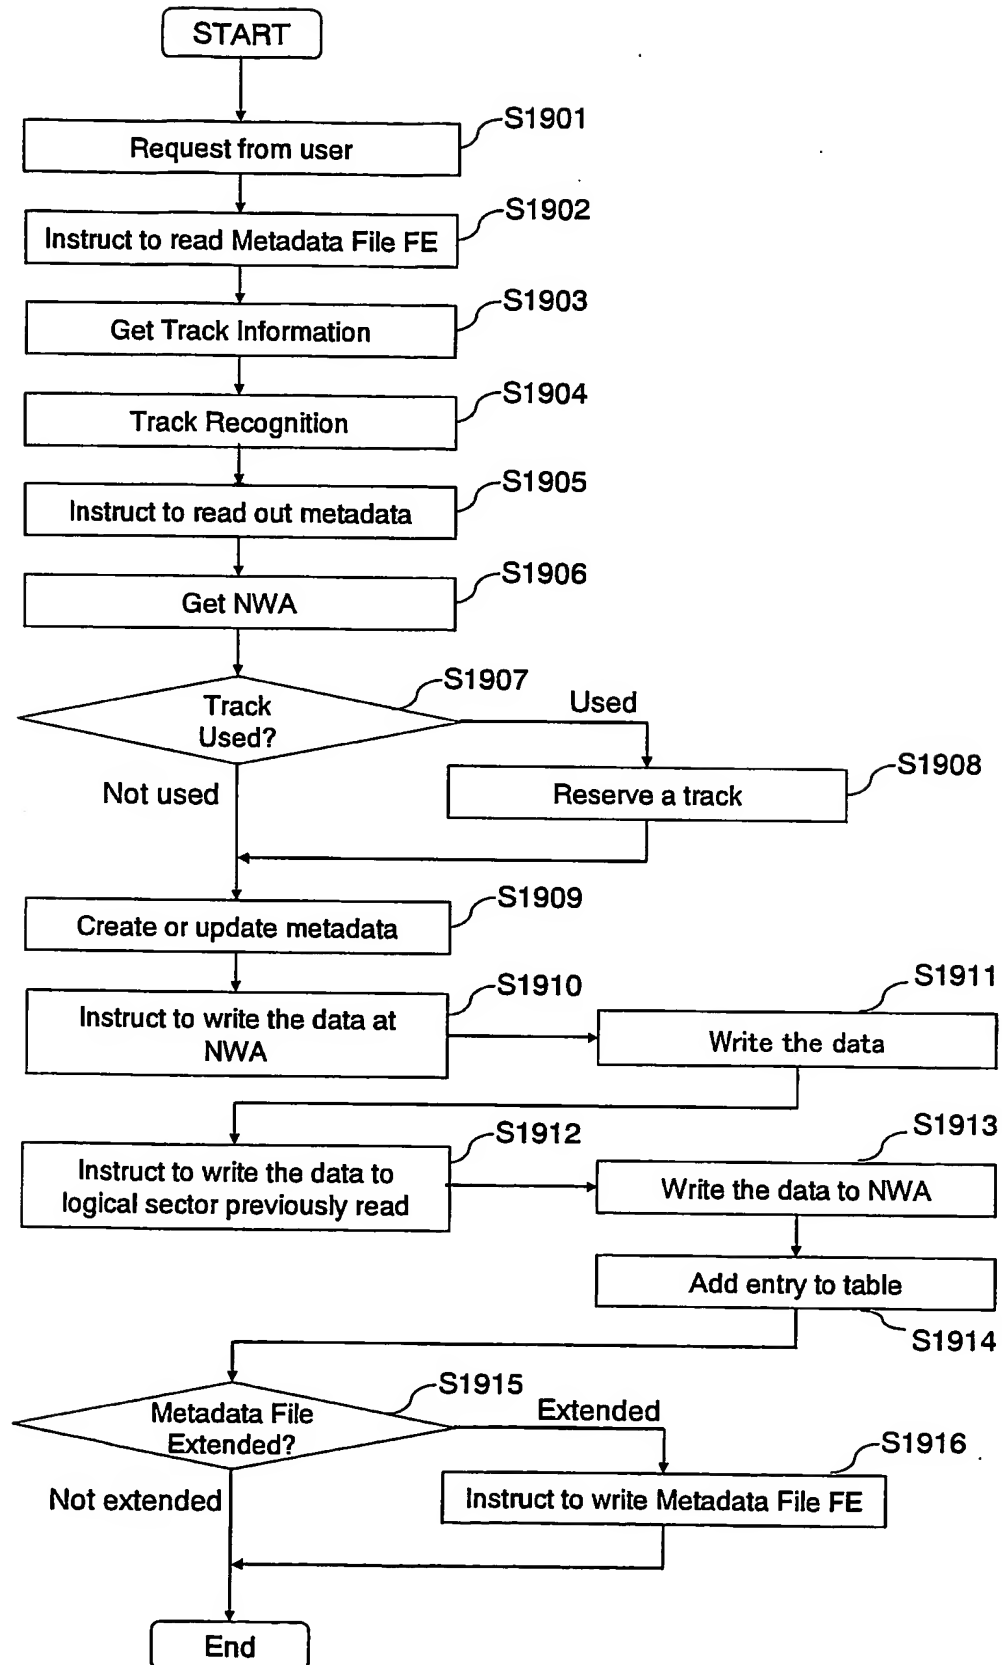 START
S1901
Request from user
S1902
Instruct to read Metadata File FE
S1903
Get Track Information
S1904
Track Recognition
S1905
Instruct to read out metadata
S1906
Get NWA
S1907
Track
Used?
Used
Not used
S1908
Reserve a track
S1909
Create or update metadata
S1910
Instruct to write the data at
NWA
S1911
Write the data
S1912
Instruct to write the data to
logical sector previously read
S1913
Write the data to NWA
Add entry to table
S1914
S1915
Metadata File
Extended?
Extended
Not extended
S1916
Instruct to write Metadata File FE
End